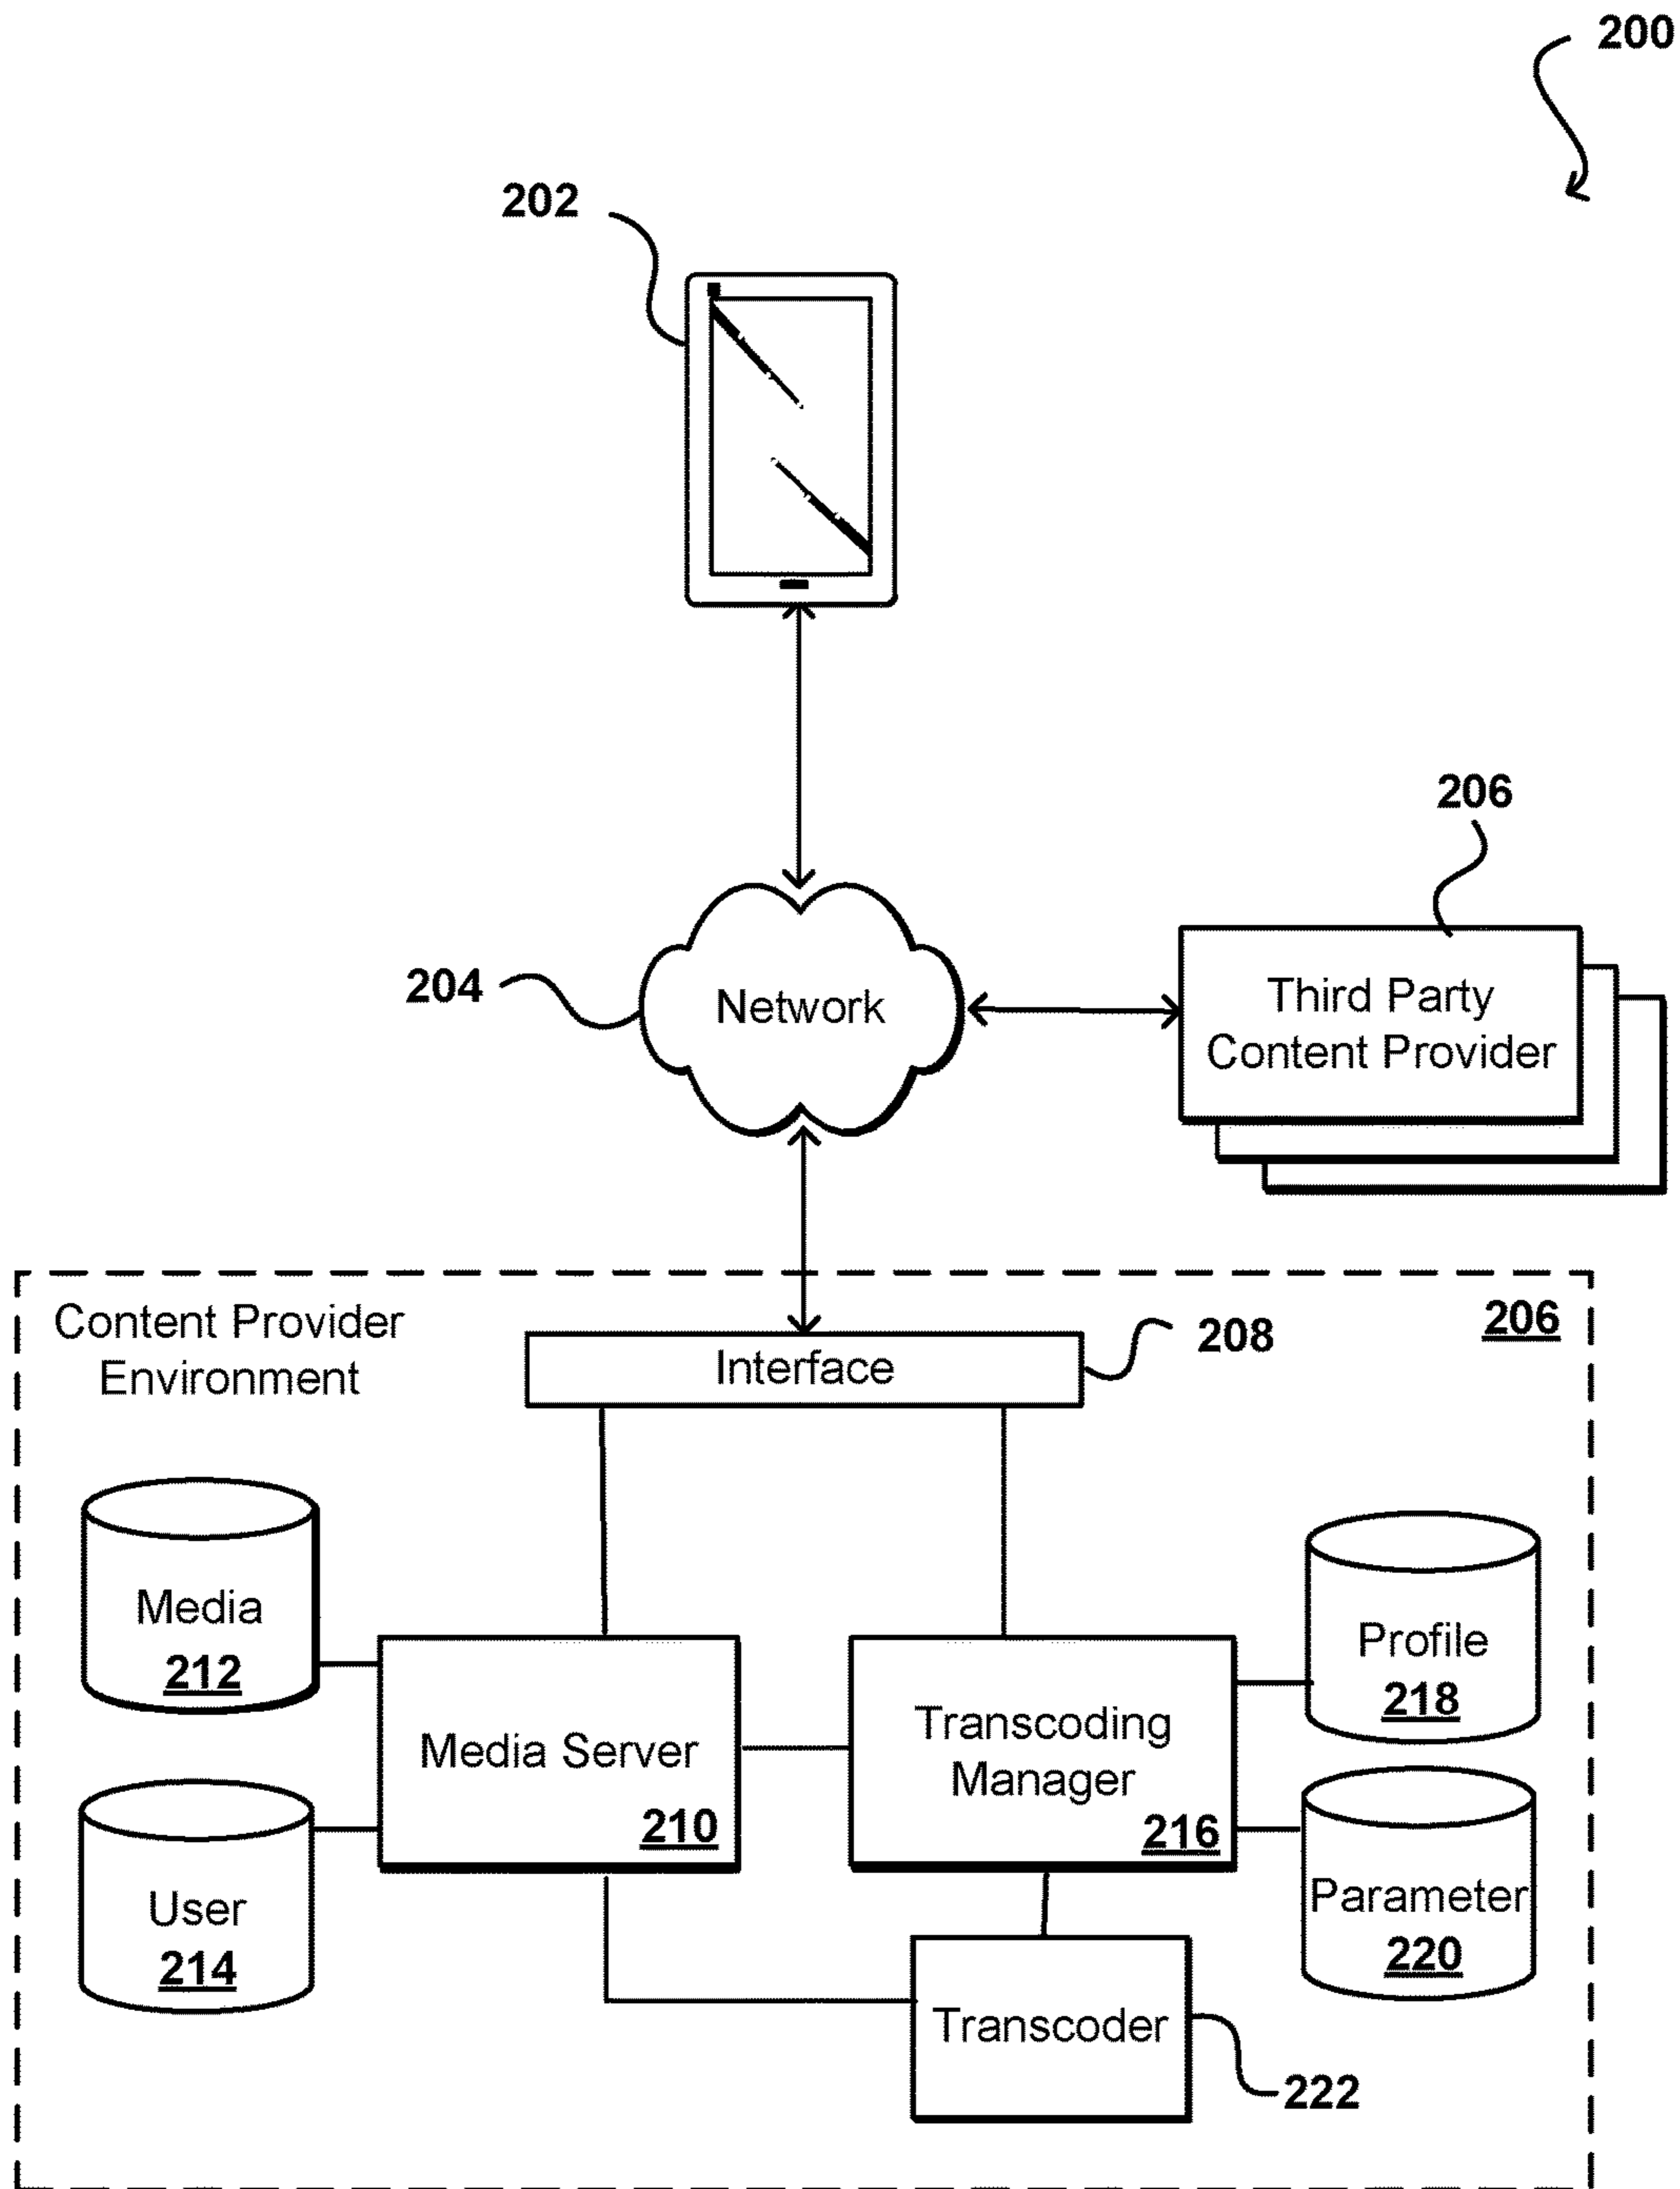 200
202
206
204
Network
Third Party
Content Provider
Content Provider
Environment
206
Interface
208
Media
212
Profile
218
Media Server
210
Transcoding
Manager
216
User
214
Parameter
220
Transcoder
222